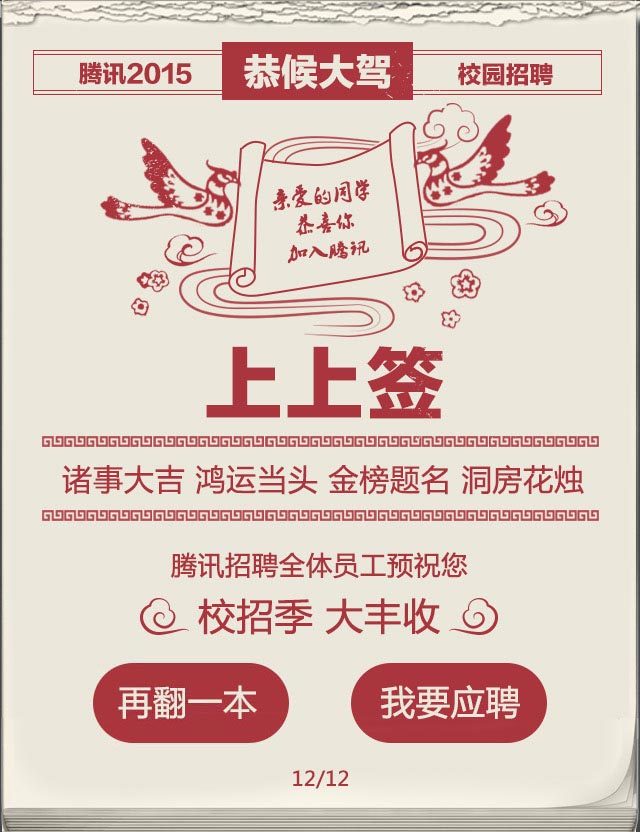 腾讯2015 恭候大驾 校园招聘
亲爱的同学
恭喜你
加入腾讯
上上签
诸事大吉 鸿运当头 金榜题名 洞房花烛
腾讯招聘全体员工预祝您
校招季 大丰收
再翻一本 我要应聘
12/12